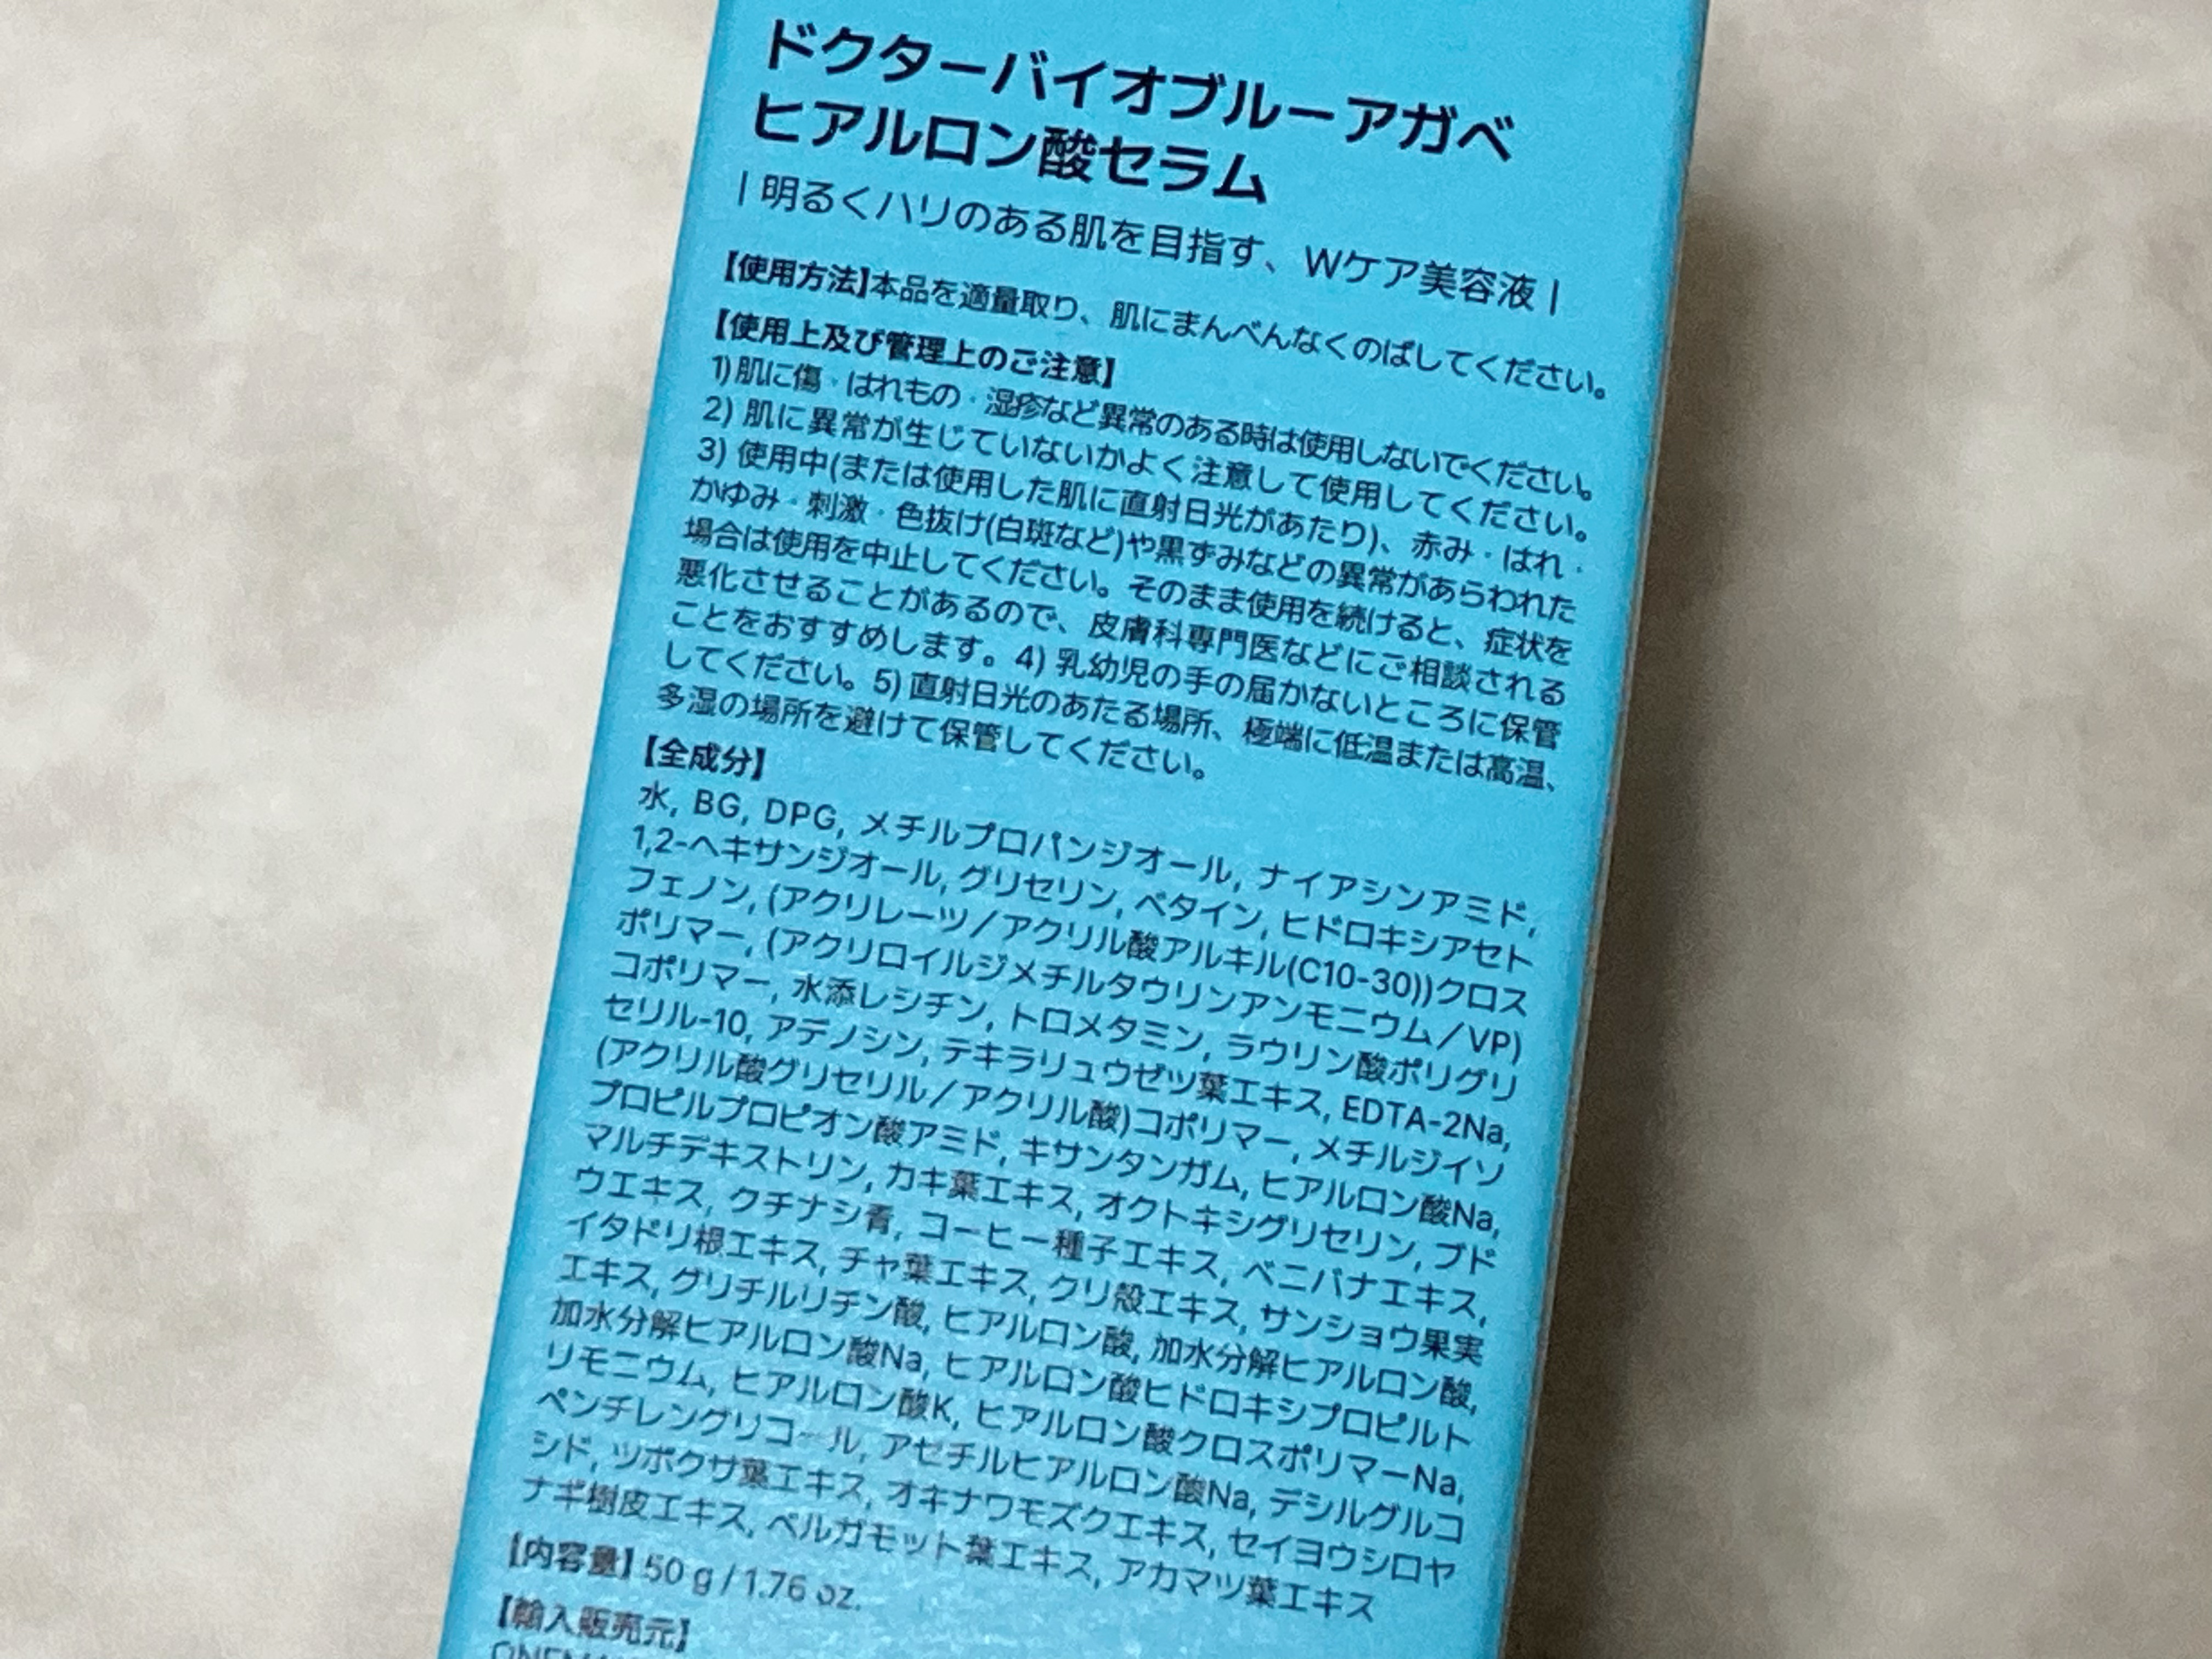 ドクターバイオブルーアガベ
ヒアルロン酸セラム
| 明るくハリのある肌を目指す、Wケア美容液 |
【使用方法】本品を適量取り、肌にまんべんなくのばしてください。
【使用上及び管理上のご注意】
1) 肌に傷・はれもの・湿疹など異常のある時は使用しないでください。
2) 肌に異常が生じていないかよく注意して使用してください。
3) 使用中(または使用した肌に直射日光があたり)、赤み・はれ・
かゆみ・刺激・色抜け(白斑など)や黒ずみなどの異常があらわれた
場合は使用を中止してください。そのまま使用を続けると、症状を
悪化させることがあるので、皮膚科専門医などにご相談される
ことをおすすめします。4) 乳幼児の手の届かないところに保管
してください。5) 直射日光のあたる場所、極端に低温または高温、
多湿の場所を避けて保管してください。
【全成分】
水, BG, DPG, メチルプロパンジオール, ナイアシンアミド,
1,2-ヘキサンジオール, グリセリン, ベタイン, ヒドロキシアセト
フェノン, (アクリレーツ／アクリル酸アルキル(C10-30))クロス
ポリマー, (アクリロイルジメチルタウリンアンモニウム／VP)
コポリマー, 水添レシチン, トロメタミン, ラウリン酸ポリグリ
セリル-10, アデノシン, テキラリュウゼツ葉エキス, EDTA-2Na,
(アクリル酸グリセリル／アクリル酸)コポリマー, メチルジイソ
プロピルプロピオン酸アミド, キサンタンガム, ヒアルロン酸Na,
マルチデキストリン, カキ葉エキス, オクトキシグリセリン, ブド
ウエキス, クチナシ青, コーヒー種子エキス, ベニバナエキス,
イタドリ根エキス, チャ葉エキス, クリ殻エキス, サンショウ果実
エキス, グリチルリチン酸, ヒアルロン酸, 加水分解ヒアルロン酸,
加水分解ヒアルロン酸Na, ヒアルロン酸ヒドロキシプロピルト
リモニウム, ヒアルロン酸K, ヒアルロン酸クロスポリマーNa,
ペンチレングリコール, アセチルヒアルロン酸Na, デシルグルコ
シド, ツボクサ葉エキス, オキナワモズクエキス, セイヨウシロヤ
ナギ樹皮エキス, ベルガモット葉エキス, アカマツ葉エキス
【内容量】50 g / 1.76 oz.
【輸入販売元】